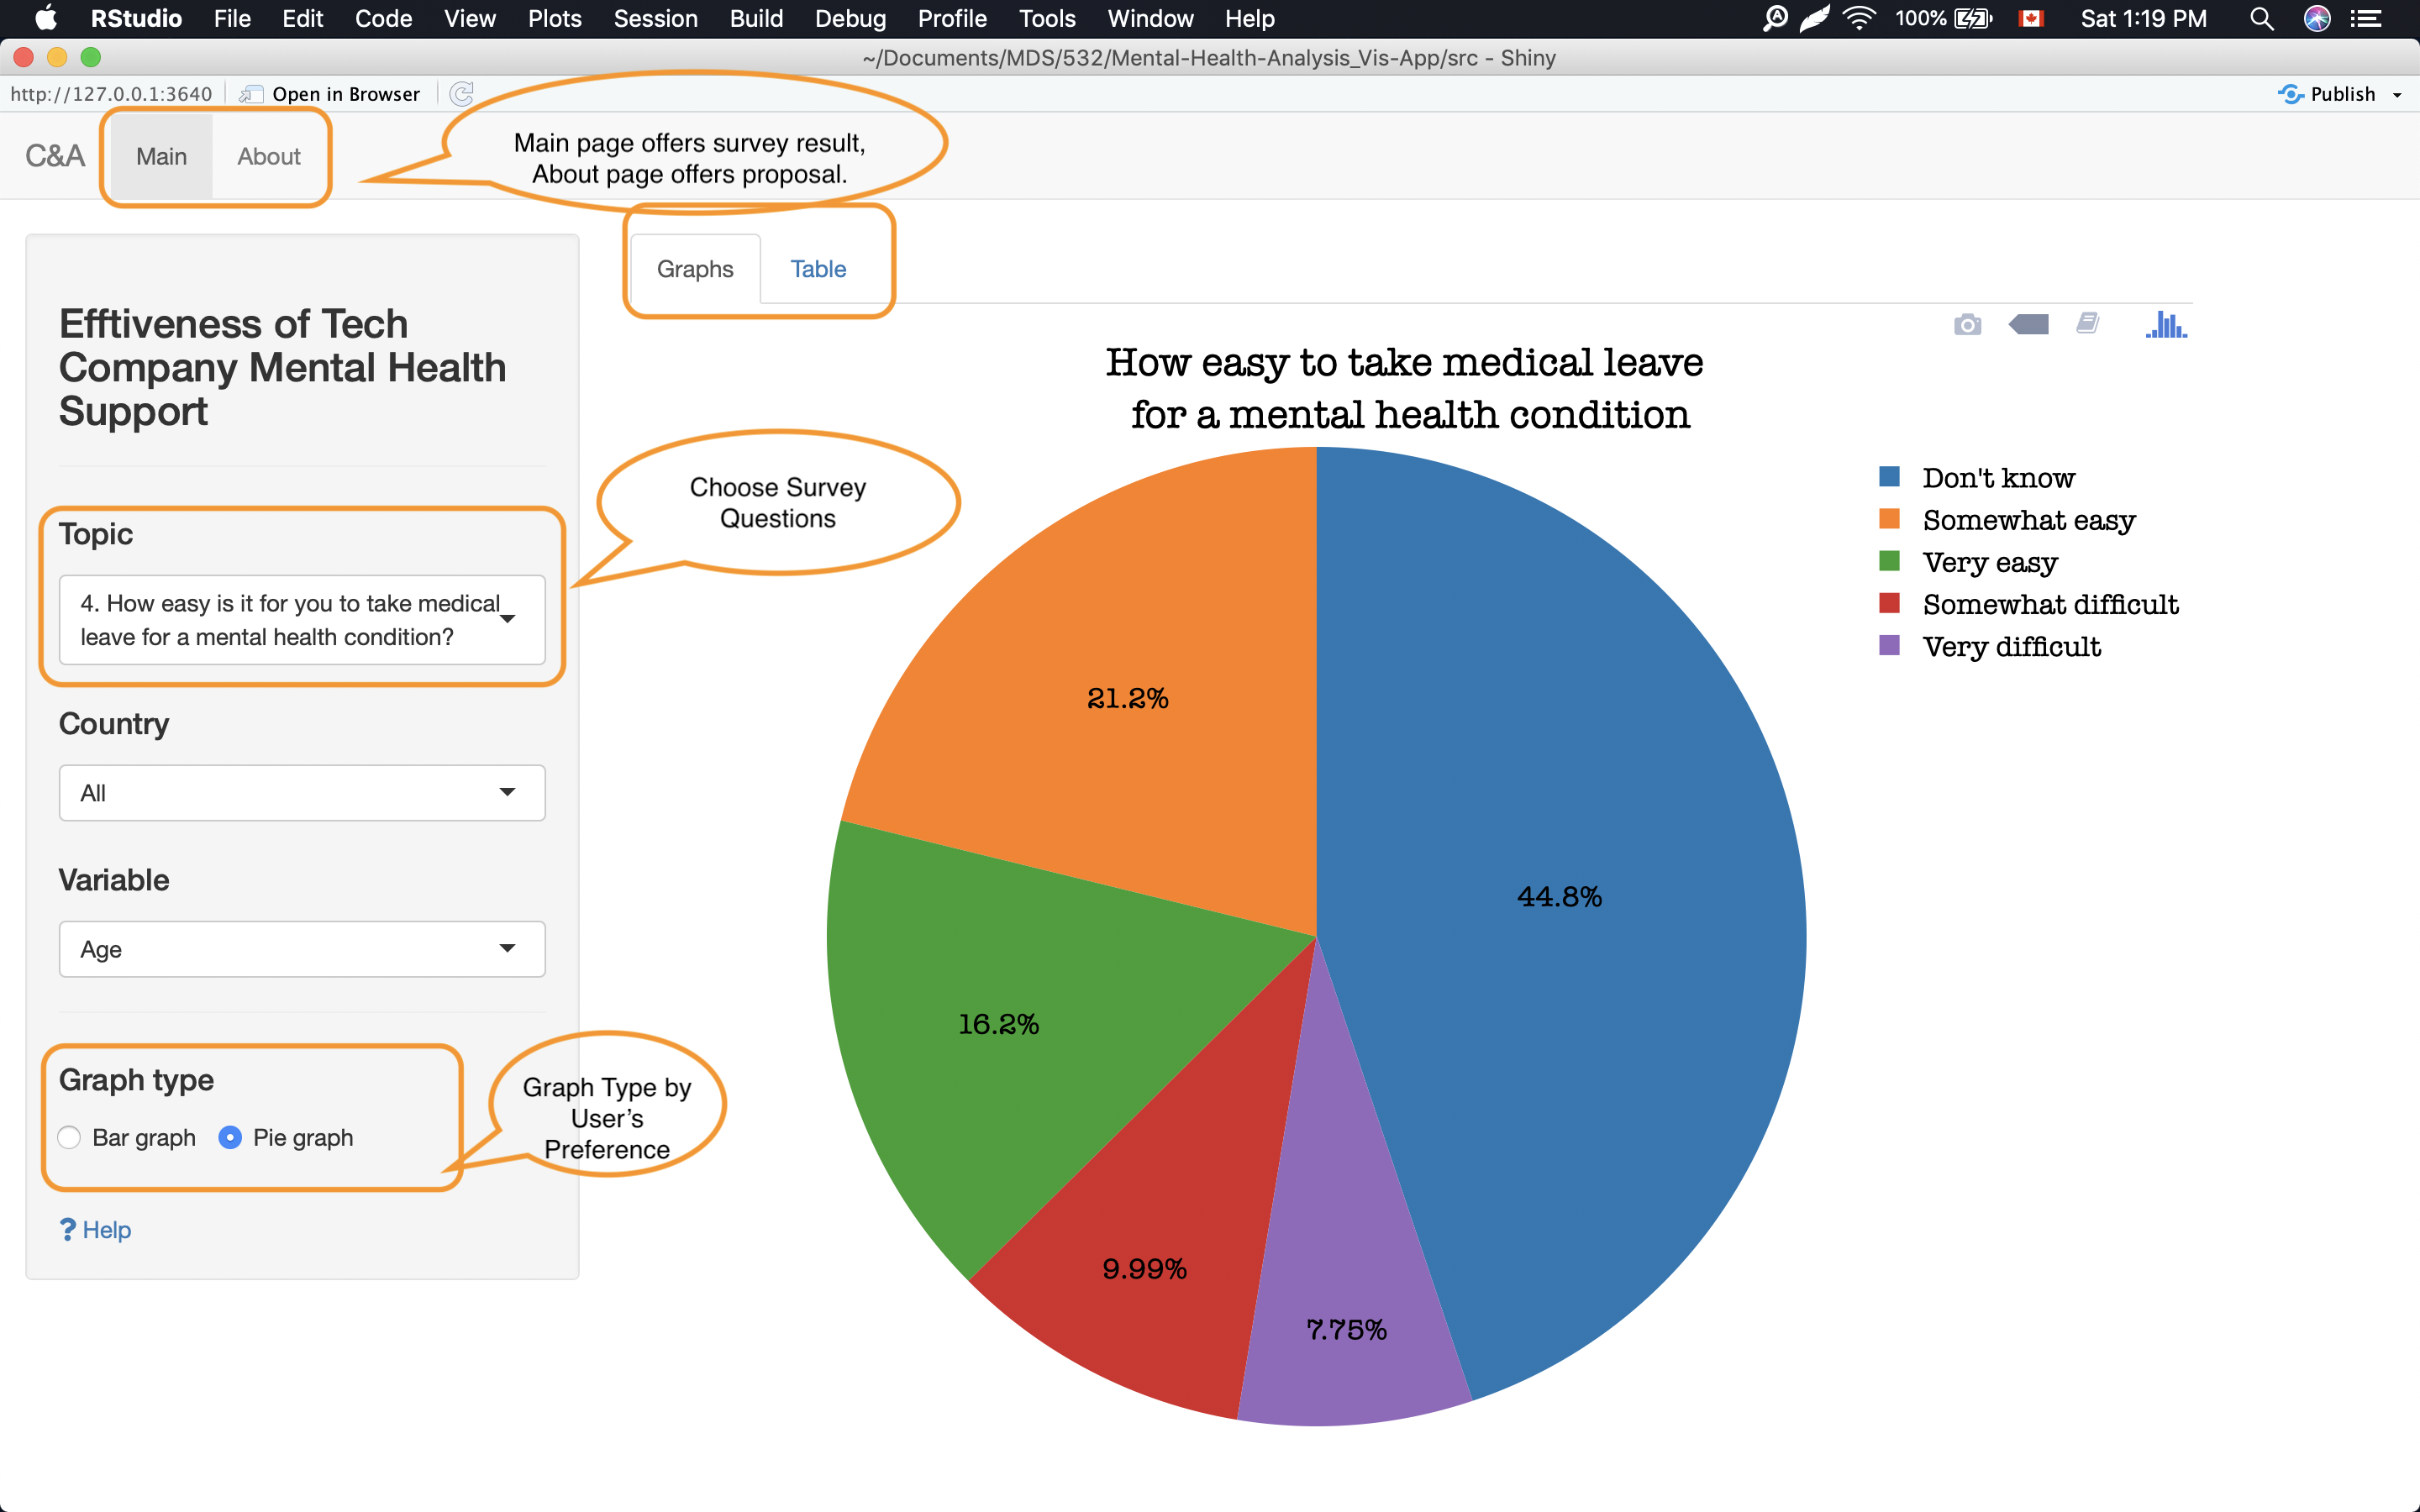 RStudio File Edit Code View Plots Session Build Debug Profile Tools Window Help 100% Sat 1:19 PM
~/Documents/MDS/532/Mental-Health-Analysis_Vis-App/src - Shiny
http://127.0.0.1:3640 Open in Browser Publish
C&A Main About
Main page offers survey result,
About page offers proposal.
Graphs Table
Efftiveness of Tech
Company Mental Health
Support
Topic
4. How easy is it for you to take medical
leave for a mental health condition?
Choose Survey
Questions
Country
All
Variable
Age
Graph type
Bar graph Pie graph
Graph Type by
User’s
Preference
? Help
How easy to take medical leave
for a mental health condition
Don't know
Somewhat easy
Very easy
Somewhat difficult
Very difficult
21.2%
44.8%
16.2%
9.99%
7.75%